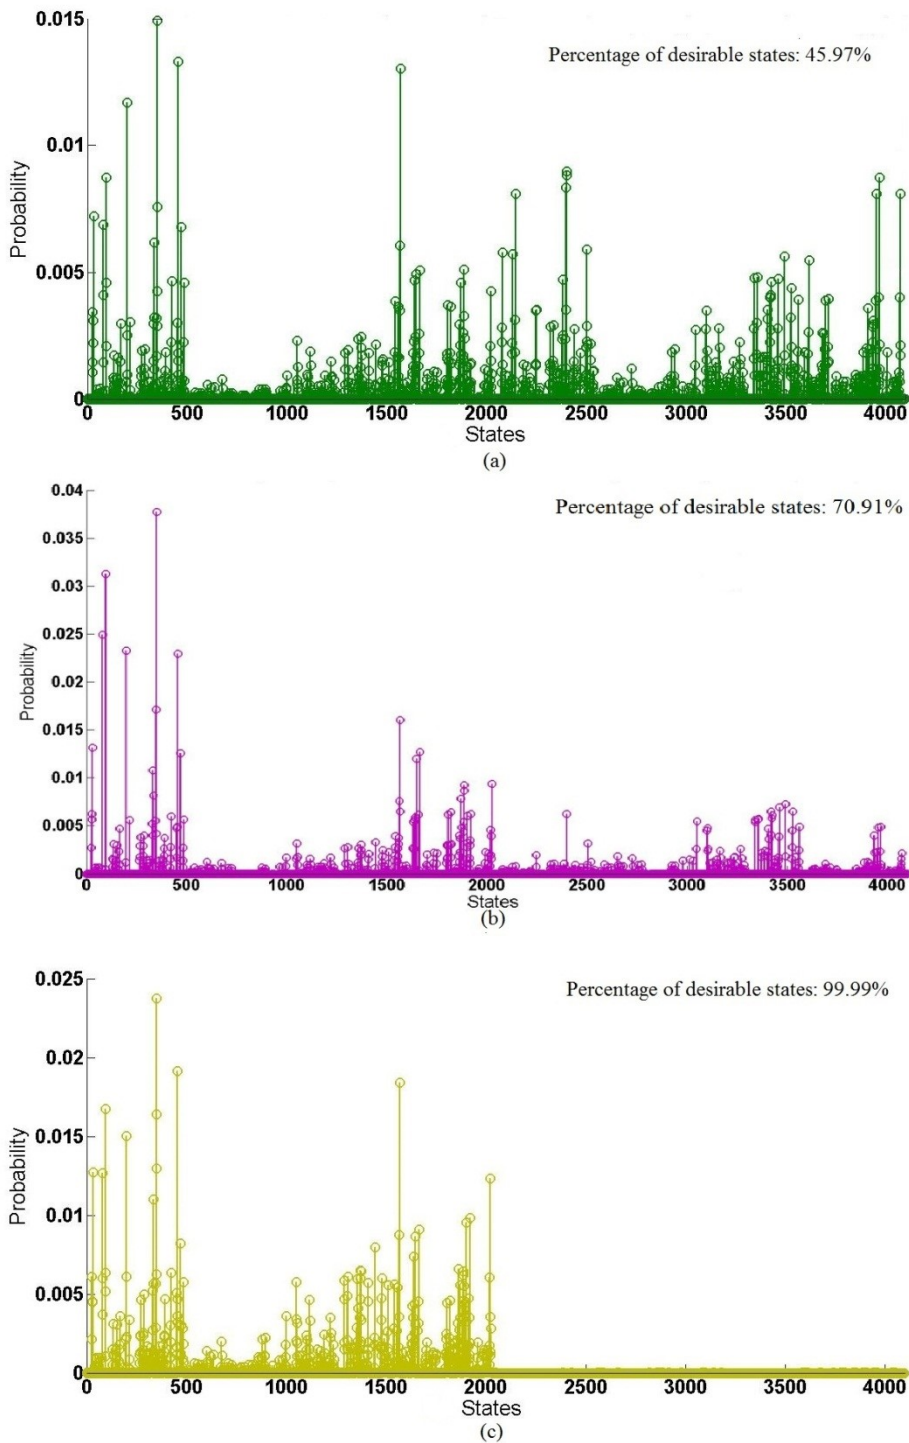 0.015
Percentage of desirable states: 45.97%
0.01
Probability
0.005
0
0 500 1000 1500 2000 2500 3000 3500 4000
States
(a)
0.04
Percentage of desirable states: 70.91%
0.035
0.03
0.025
0.02
Probability
0.015
0.01
0.005
0
0 500 1000 1500 2000 2500 3000 3500 4000
States
(b)
0.025
Percentage of desirable states: 99.99%
0.02
0.015
Probability
0.01
0.005
0
0 500 1000 1500 2000 2500 3000 3500 4000
States
(c)